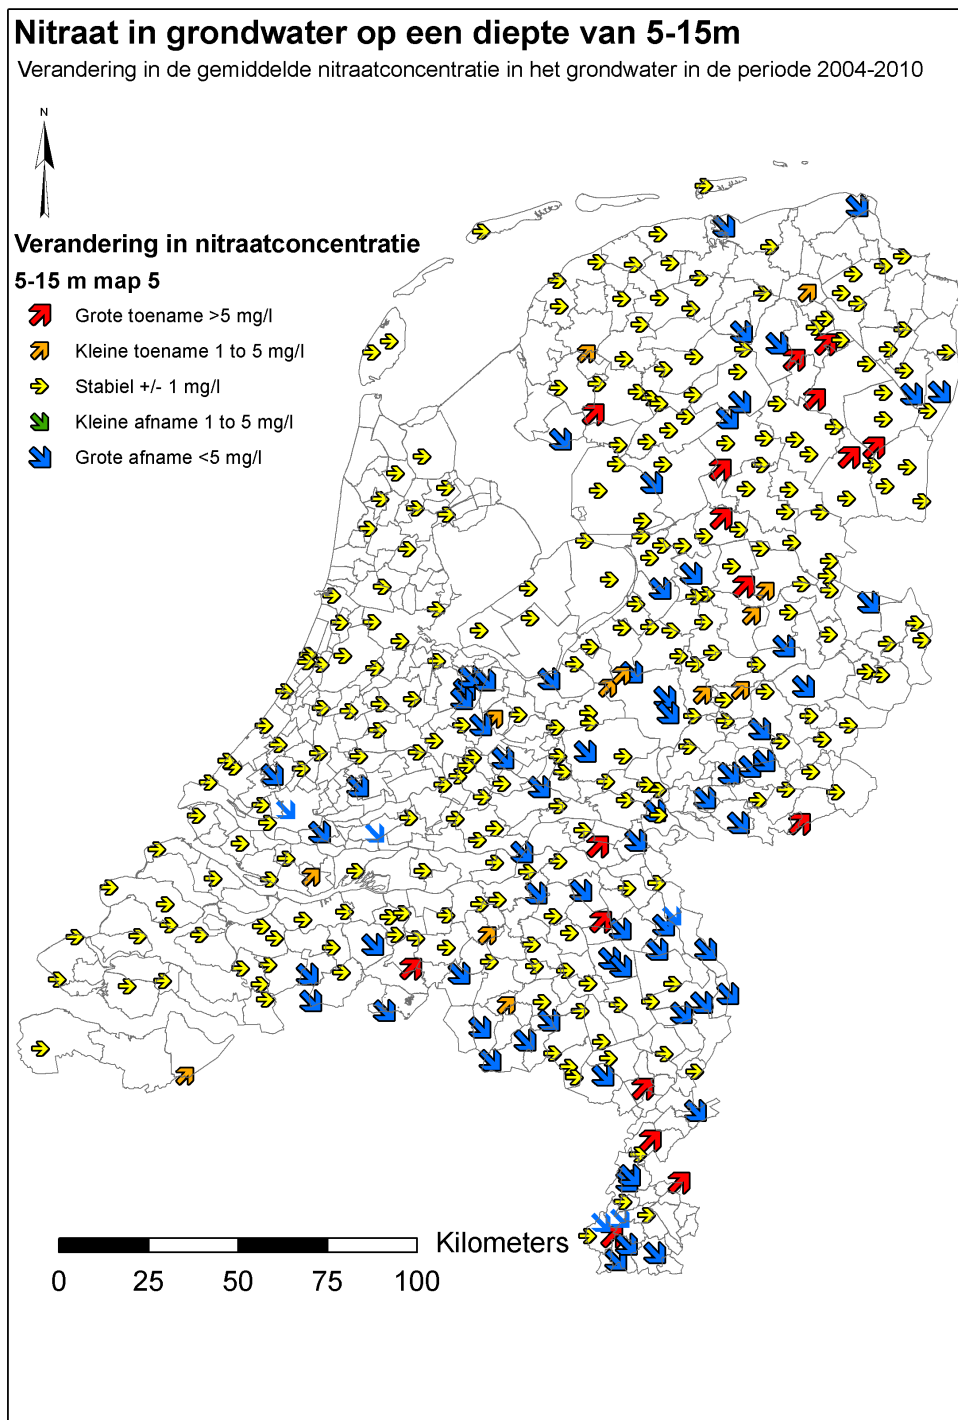 Nitraat in grondwater op een diepte van 5-15m
Verandering in de gemiddelde nitraatconcentratie in het grondwater in de periode 2004-2010
N
Verandering in nitraatconcentratie
5-15 m map 5
Grote toename >5 mg/l
Kleine toename 1 to 5 mg/l
Stabiel +/- 1 mg/l
Kleine afname 1 to 5 mg/l
Grote afname <5 mg/l
Kilometers
0 25 50 75 100